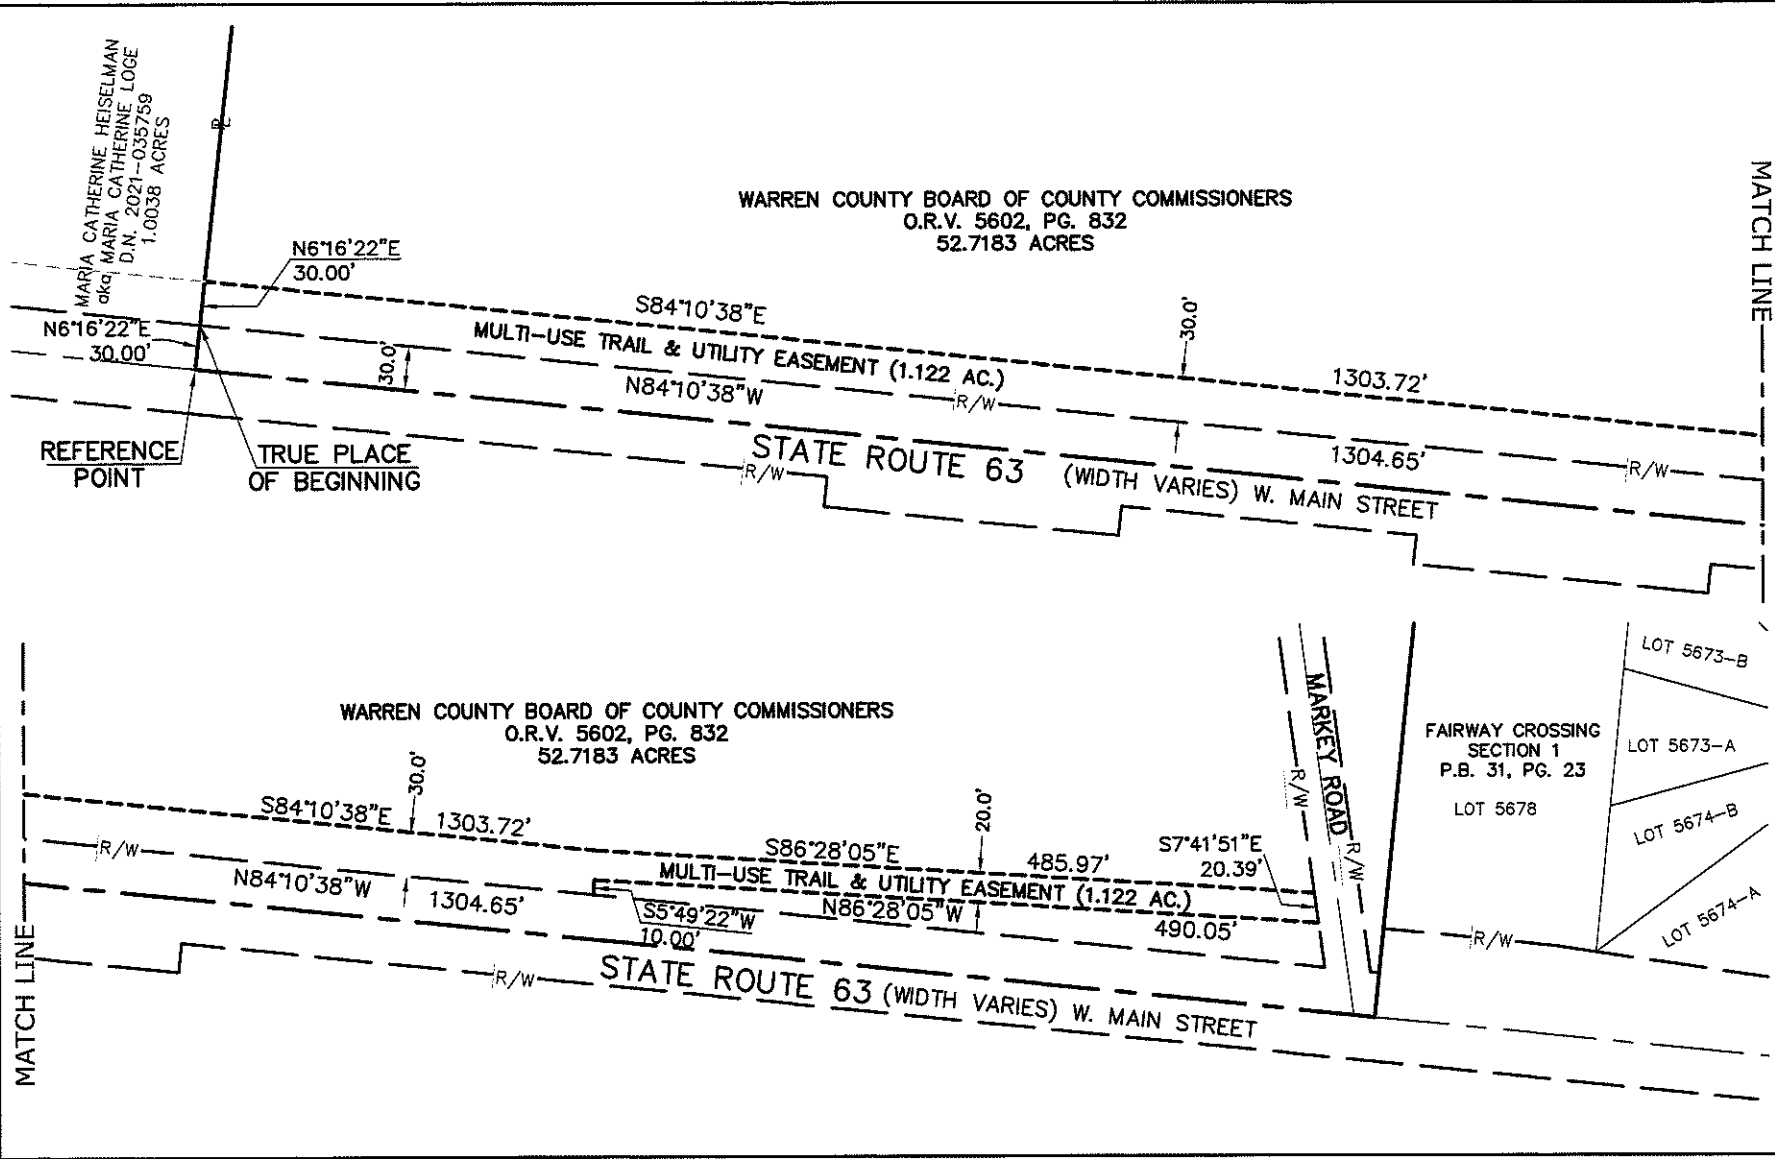 MARIA CATHERINE HEISELMAN
aka MARIA CATHERINE LOGE
D.N. 2021-035759
1.0038 ACRES
PL
WARREN COUNTY BOARD OF COUNTY COMMISSIONERS
O.R.V. 5602, PG. 832
52.7183 ACRES
MATCH LINE
N6°16'22"E
30.00'
N6°16'22"E
30.00'
S84°10'38"E
30.0'
1303.72'
MULTI-USE TRAIL & UTILITY EASEMENT (1.122 AC.)
30.0'
N84°10'38"W
R/W
1304.65'
R/W
REFERENCE
POINT
TRUE PLACE
OF BEGINNING
STATE ROUTE 63 (WIDTH VARIES) W. MAIN STREET
R/W
WARREN COUNTY BOARD OF COUNTY COMMISSIONERS
O.R.V. 5602, PG. 832
52.7183 ACRES
MARKEY ROAD
R/W
R/W
FAIRWAY CROSSING
SECTION 1
P.B. 31, PG. 23
LOT 5678
LOT 5673-B
LOT 5673-A
LOT 5674-B
LOT 5674-A
S84°10'38"E
30.0'
1303.72'
S86°28'05"E
20.0'
485.97'
S7°41'51"E
20.39'
R/W
N84°10'38"W
1304.65'
MULTI-USE TRAIL & UTILITY EASEMENT (1.122 AC.)
S5°49'22"W
10.00'
N86°28'05"W
490.05'
R/W
MATCH LINE
R/W
STATE ROUTE 63 (WIDTH VARIES) W. MAIN STREET